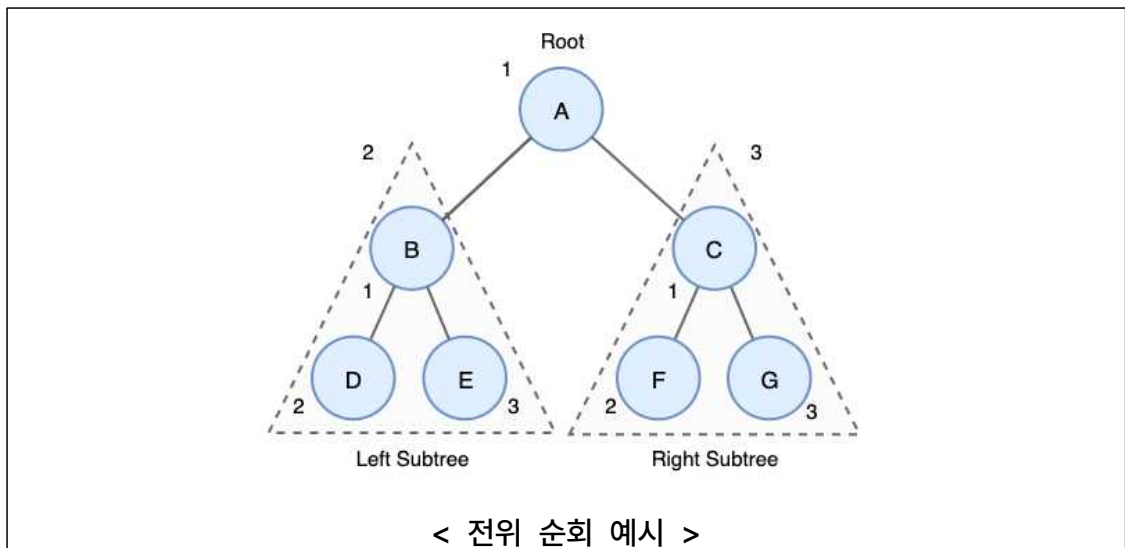 Root
1
A
2
3
B
C
1
1
D
E
F
G
2
3
2
3
Left Subtree
Right Subtree
< 전위 순회 예시 >